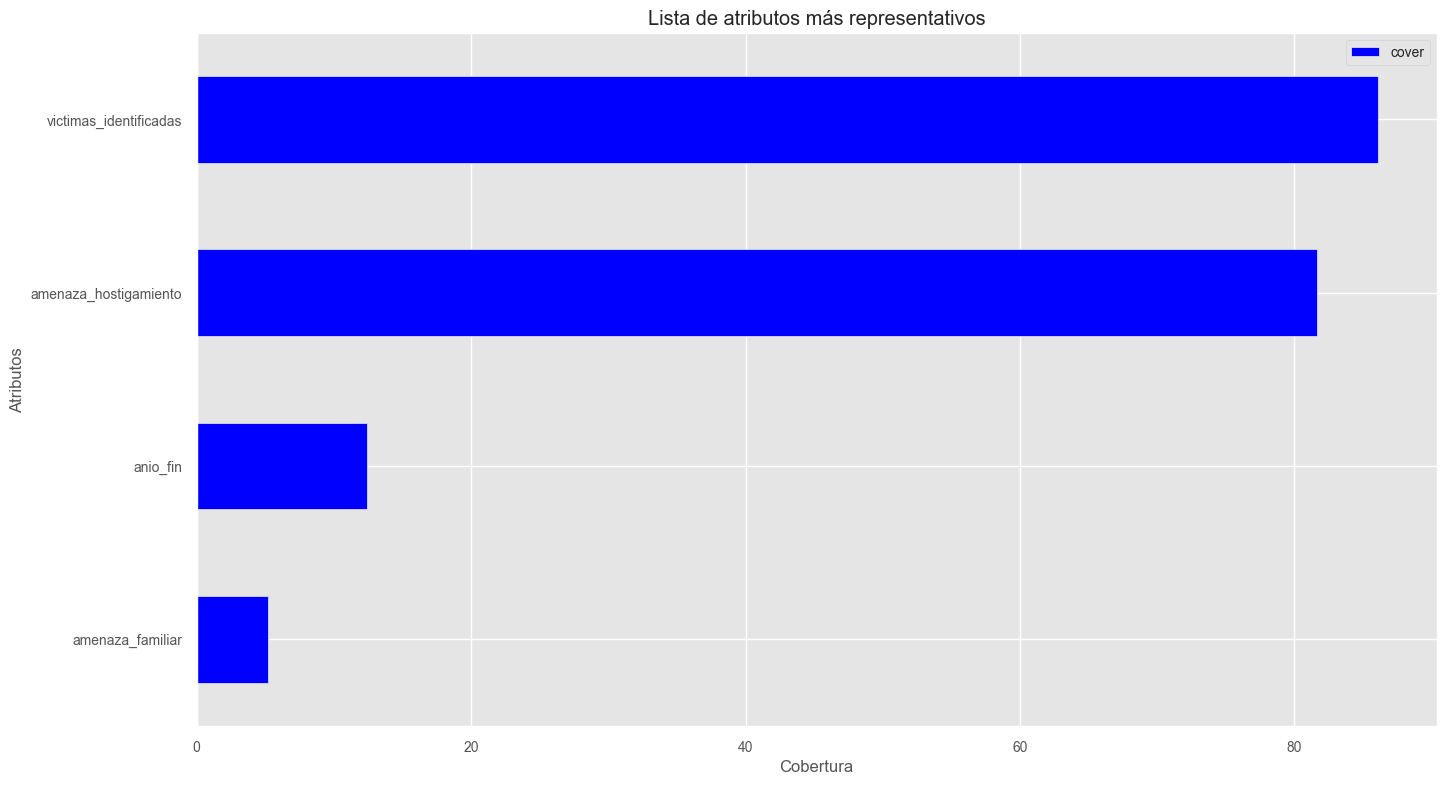 Lista de atributos más representativos
cover
victimas_identificadas
amenaza_hostigamiento
anio_fin
amenaza_familiar
Atributos
0 20 40 60 80
Cobertura